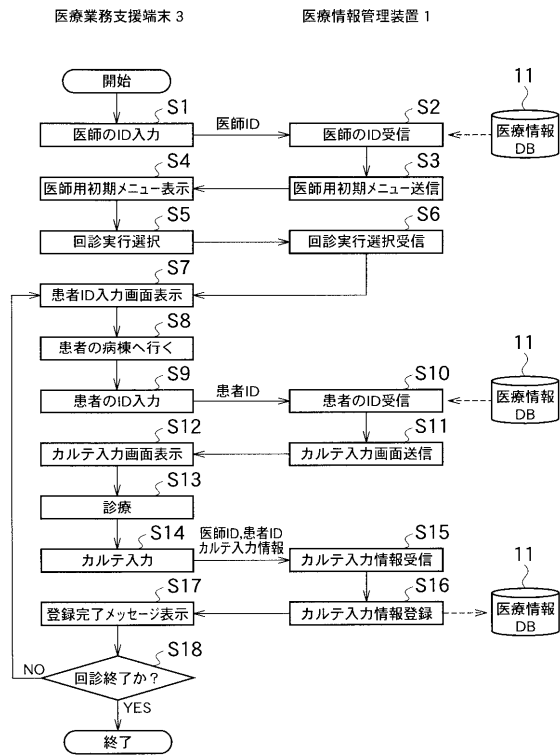 医療業務支援端末 3
医療情報管理装置 1
開始
S1
医師のID入力
医師ID
S2
医師のID受信
11
医療情報
DB
S4
医師用初期メニュー表示
S3
医師用初期メニュー送信
S5
回診実行選択
S6
回診実行選択受信
S7
患者ID入力画面表示
S8
患者の病棟へ行く
S9
患者のID入力
患者ID
S10
患者のID受信
11
医療情報
DB
S12
カルテ入力画面表示
S11
カルテ入力画面送信
S13
診療
S14
カルテ入力
医師ID,患者ID
カルテ入力情報
S15
カルテ入力情報受信
S17
登録完了メッセージ表示
S16
カルテ入力情報登録
11
医療情報
DB
S18
回診終了か?
NO
YES
終了